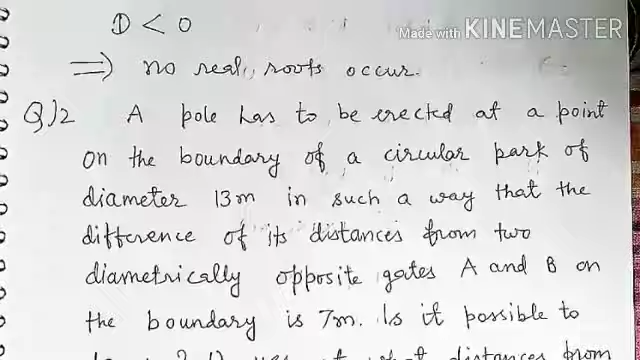 D < 0
Made with KINEMASTER
⇒ no real roots occur.
Q)2 A pole has to be erected at a point
on the boundary of a circular park of
diameter 13m in such a way that the
difference of its distances from two
diametrically opposite gates A and B on
the boundary is 7m. Is it possible to
distances from